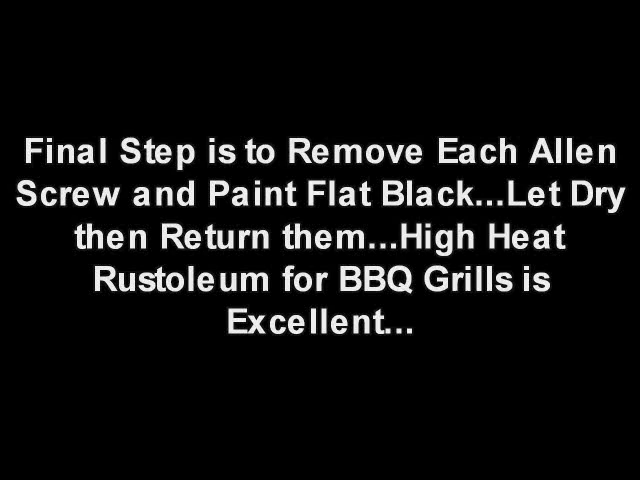 Final Step is to Remove Each Allen
Screw and Paint Flat Black...Let Dry
then Return them...High Heat
Rustoleum for BBQ Grills is
Excellent...